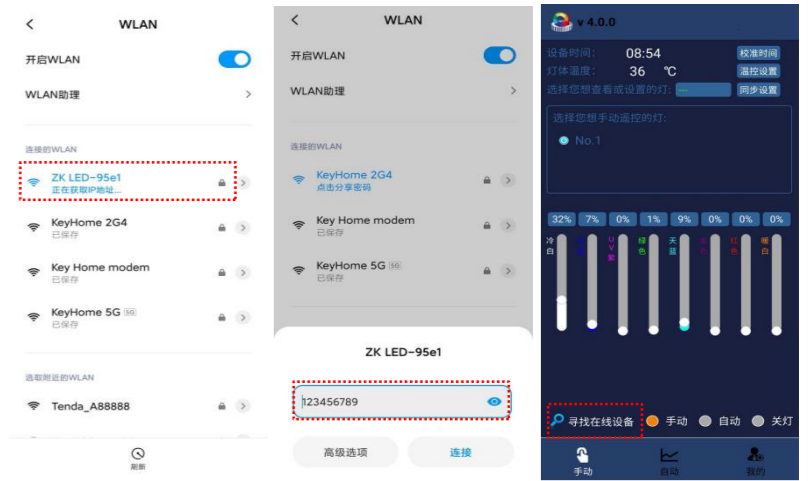 WLAN
开启WLAN
WLAN助理
连接的WLAN
ZK LED-95e1
正在获取IP地址...
KeyHome 2G4
已保存
Key Home modem
已保存
KeyHome 5G 5G
已保存
选取附近的WLAN
Tenda_A88888
刷新
WLAN
开启WLAN
WLAN助理
连接的WLAN
KeyHome 2G4
点击分享密码
Key Home modem
已保存
KeyHome 5G 5G
已保存
ZK LED-95e1
123456789
高级选项
连接
v 4.0.0
设备时间: 08:54 校准时间
灯体温度: 36 ℃ 温控设置
选择您想查看或设置的灯: 同步设置
选择您想手动遥控的灯:
No.1
32% 7% 0% 1% 9% 0% 0% 0%
冷白
UV紫
绿色
天蓝
红色
暖白
寻找在线设备 手动 自动 关灯
手动 自动 我的